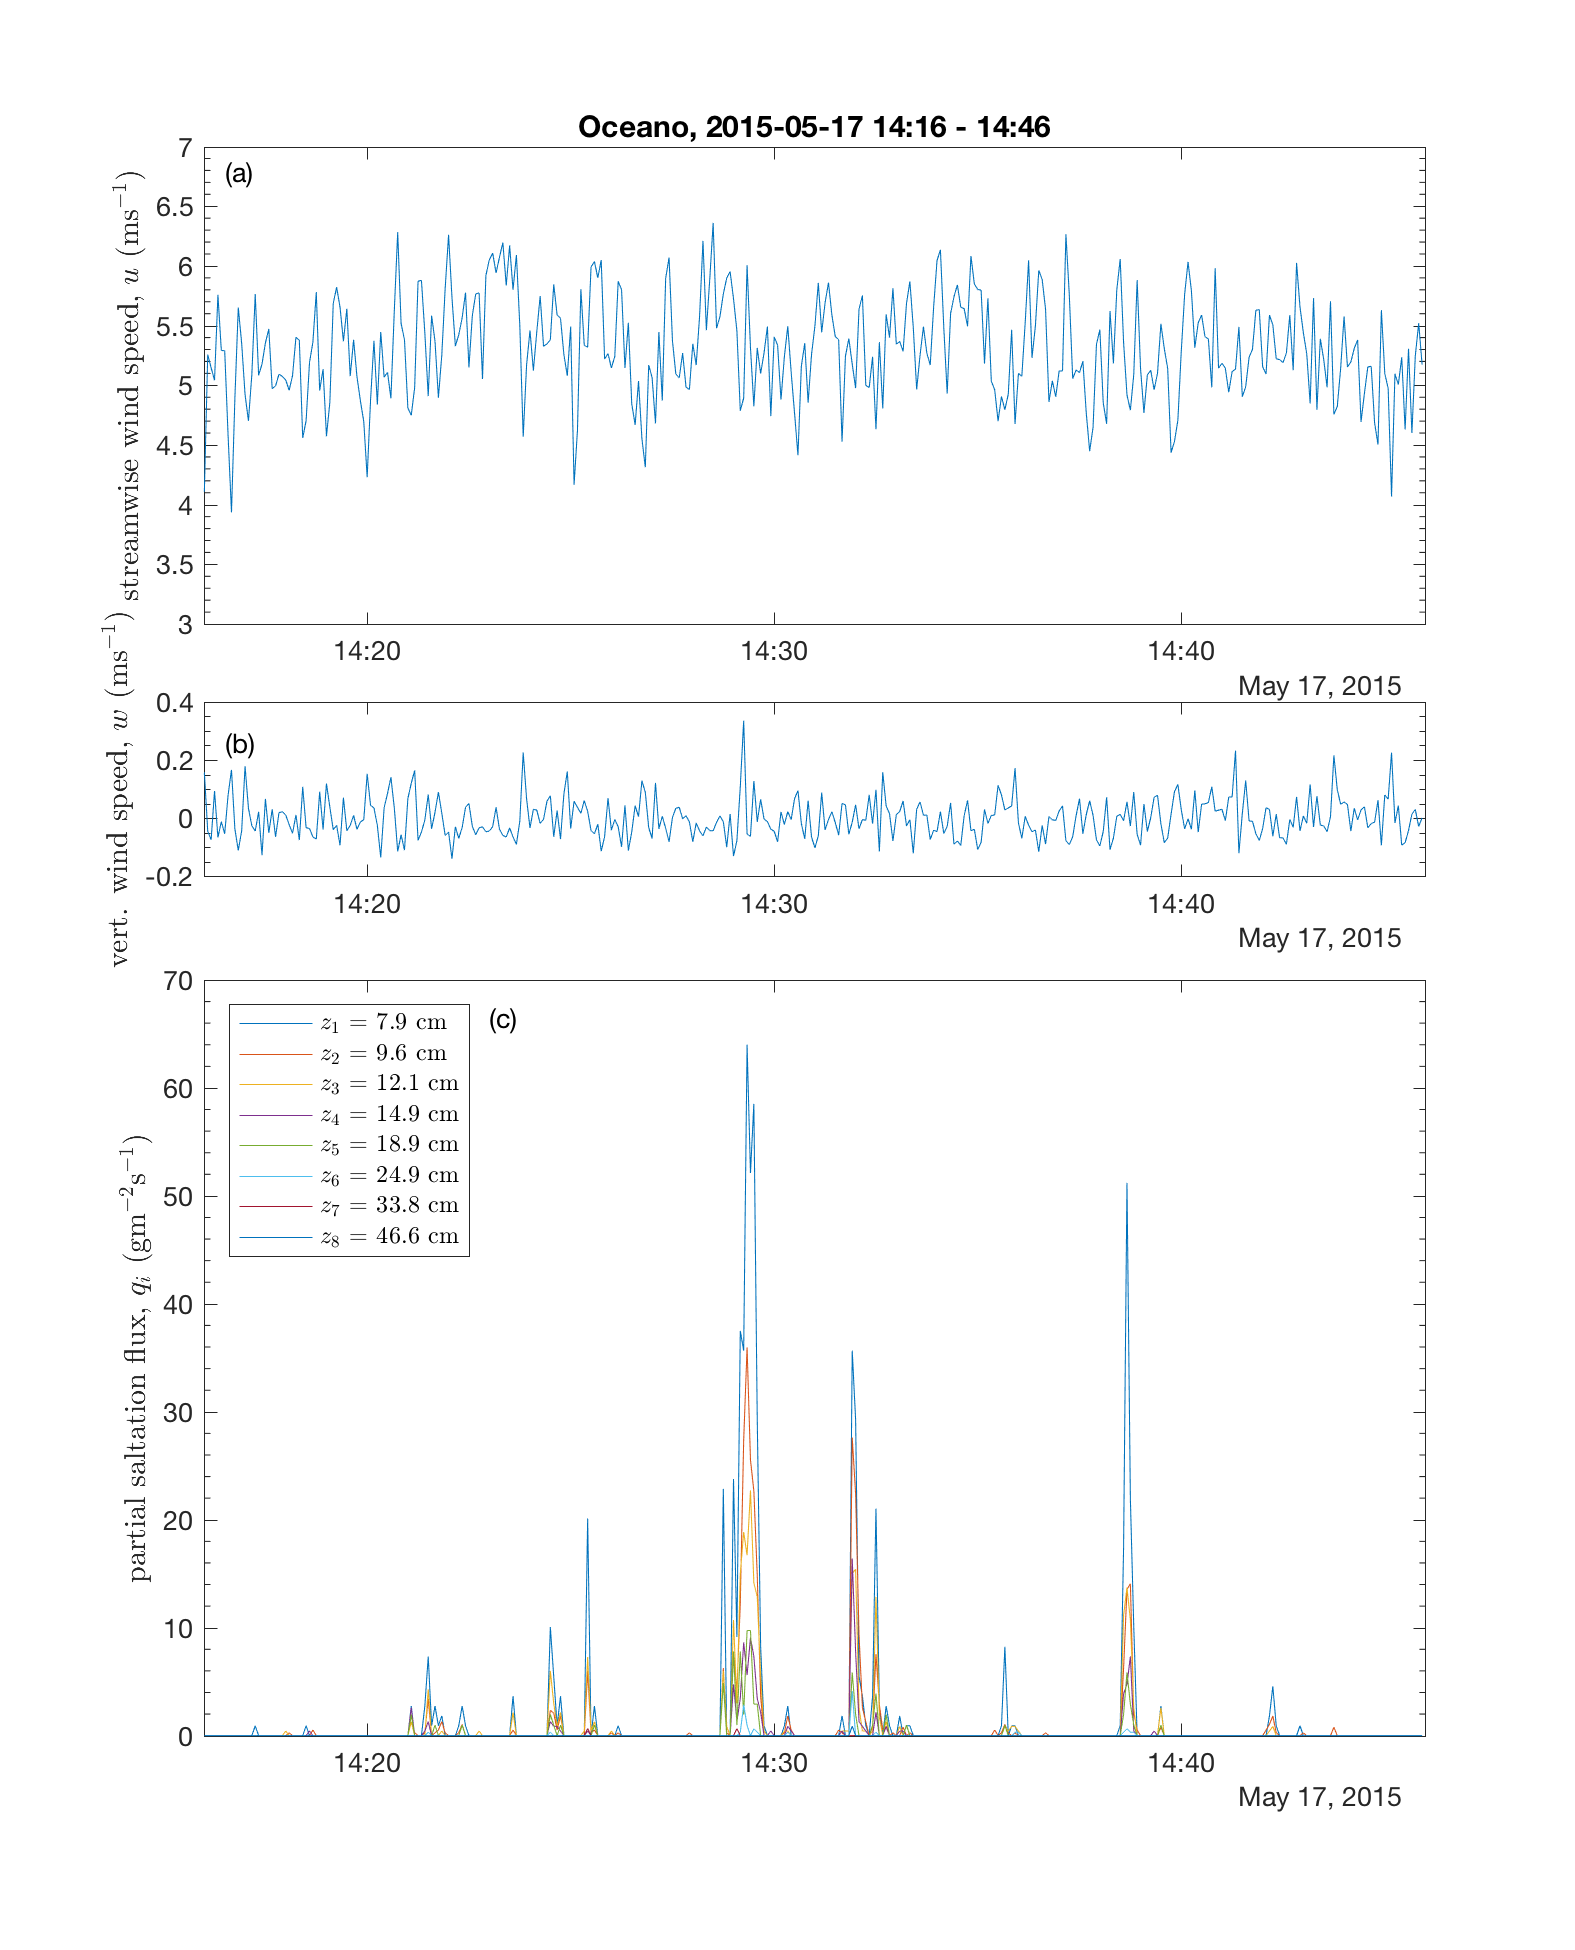 Oceano, 2015-05-17 14:16 - 14:46
(a)
streamwise wind speed, u (ms⁻¹)
7
6.5
6
5.5
5
4.5
4
3.5
3
14:20 14:30 14:40
May 17, 2015
(b)
vert. wind speed, w (ms⁻¹)
0.4
0.2
0
-0.2
14:20 14:30 14:40
May 17, 2015
(c)
partial saltation flux, qᵢ (gm⁻²s⁻¹)
70
60
50
40
30
20
10
0
z₁ = 7.9 cm
z₂ = 9.6 cm
z₃ = 12.1 cm
z₄ = 14.9 cm
z₅ = 18.9 cm
z₆ = 24.9 cm
z₇ = 33.8 cm
z₈ = 46.6 cm
14:20 14:30 14:40
May 17, 2015